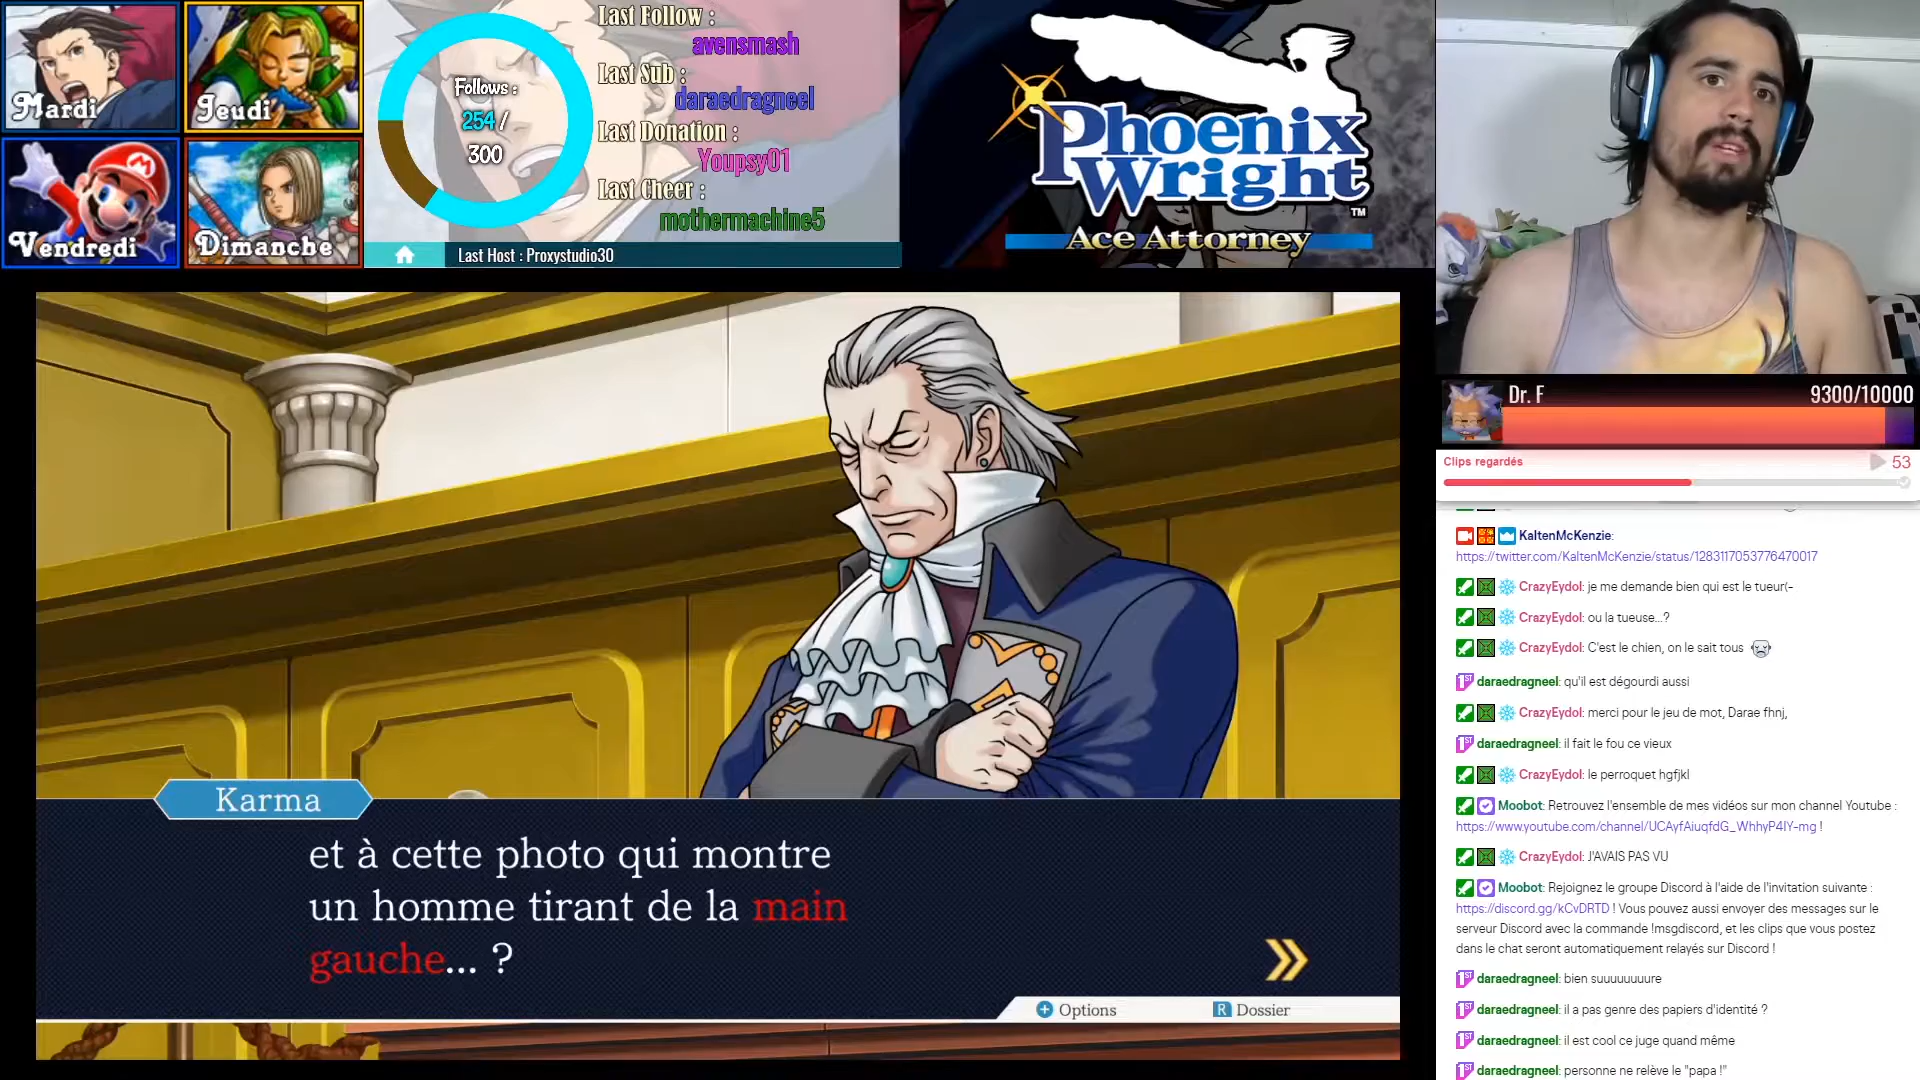 Mardi
Jeudi
Vendredi
Dimanche
Follows :
254 /
300
Last Follow :
avensmash
Last Sub :
daraedragneel
Last Donation :
Youpsy01
Last Cheer :
mothermachine5
Last Host : Proxystudio30
Phoenix
Wright
TM
Ace Attorney
Dr. F
9300/10000
Clips regardés
53
Karma
et à cette photo qui montre
un homme tirant de la main
gauche... ?
Options
R Dossier
KaltenMcKenzie:
https://twitter.com/KaltenMcKenzie/status/1283117053776470017
CrazyEydol: je me demande bien qui est le tueur(-
CrazyEydol: ou la tueuse...?
CrazyEydol: C'est le chien, on le sait tous
daraedragneel: qu'il est dégourdi aussi
CrazyEydol: merci pour le jeu de mot, Darae fhnj,
daraedragneel: il fait le fou ce vieux
CrazyEydol: le perroquet hgfjkl
Moobot: Retrouvez l'ensemble de mes vidéos sur mon channel Youtube :
https://www.youtube.com/channel/UCAyfAiuqfdG_WhhyP4IY-mg !
CrazyEydol: J'AVAIS PAS VU
Moobot: Rejoignez le groupe Discord à l'aide de l'invitation suivante :
https://discord.gg/kCvDRTD ! Vous pouvez aussi envoyer des messages sur le
serveur Discord avec la commande !msgdiscord, et les clips que vous postez
dans le chat seront automatiquement relayés sur Discord !
daraedragneel: bien suuuuuuure
daraedragneel: il a pas genre des papiers d'identité ?
daraedragneel: il est cool ce juge quand même
daraedragneel: personne ne relève le "papa !"